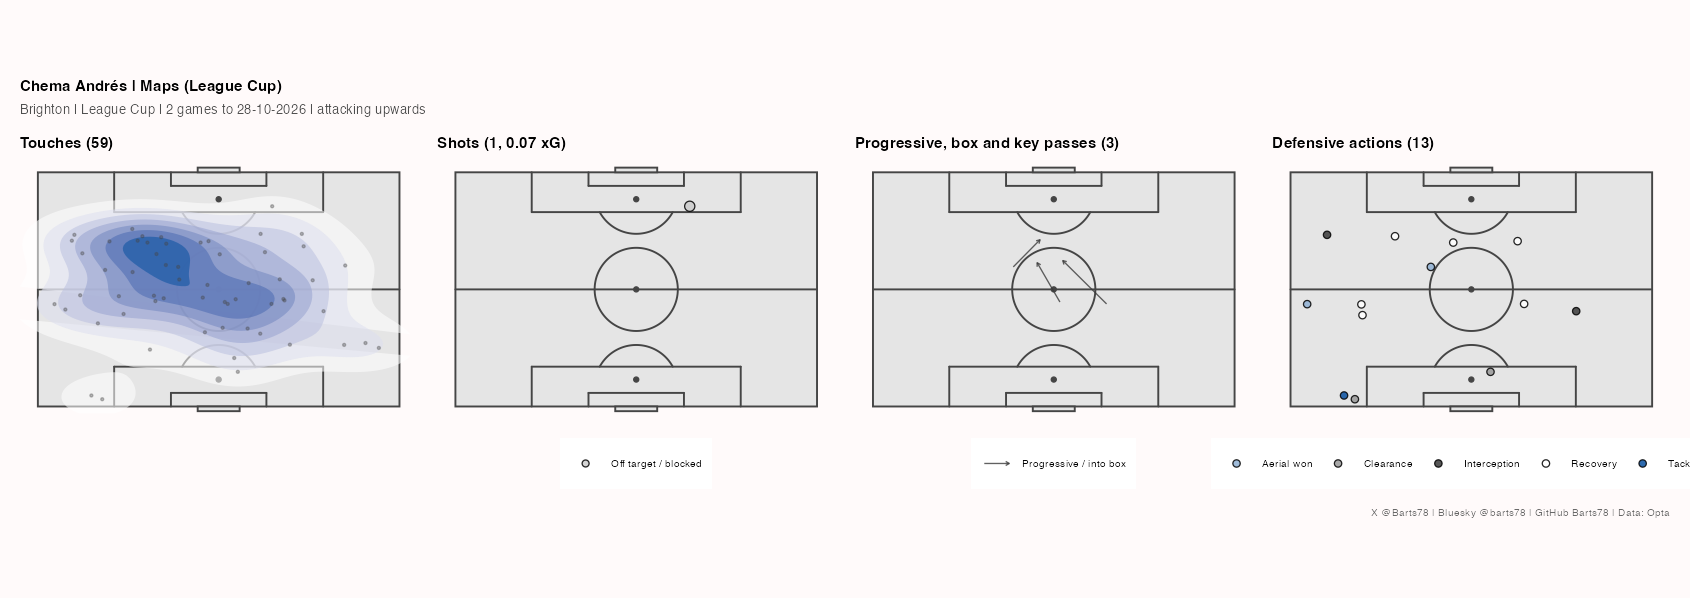 Chema Andrés | Maps (League Cup)
Brighton | League Cup | 2 games to 28-10-2026 | attacking upwards
Touches (59)
Shots (1, 0.07 xG)
Progressive, box and key passes (3)
Defensive actions (13)
Off target / blocked
Progressive / into box
Aerial won
Clearance
Interception
Recovery
Tack
X @Barts78 | Bluesky @barts78 | GitHub Barts78 | Data: Opta